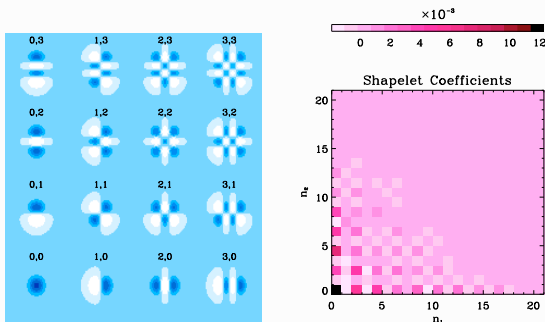 0,3 1,3 2,3 3,3
0,2 1,2 2,2 3,2
0,1 1,1 2,1 3,1
0,0 1,0 2,0 3,0
×10⁻³
0 2 4 6 8 10 12
Shapelet Coefficients
20
15
n₂
10
5
0
0 5 10 15 20